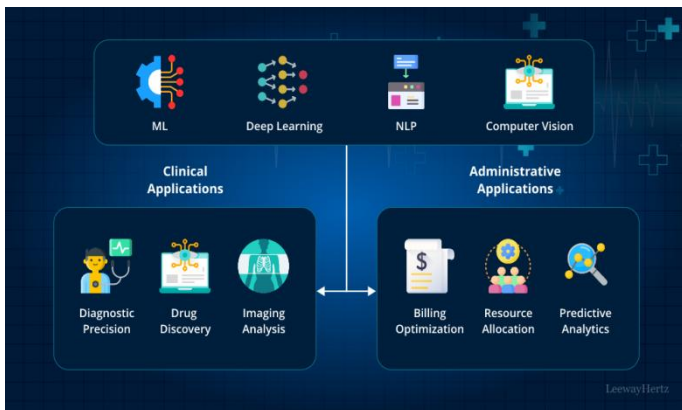 ML
Deep Learning
NLP
Computer Vision
Clinical
Applications
Administrative
Applications
Diagnostic
Precision
Drug
Discovery
Imaging
Analysis
$
Billing
Optimization
Resource
Allocation
Predictive
Analytics
LeewayHertz